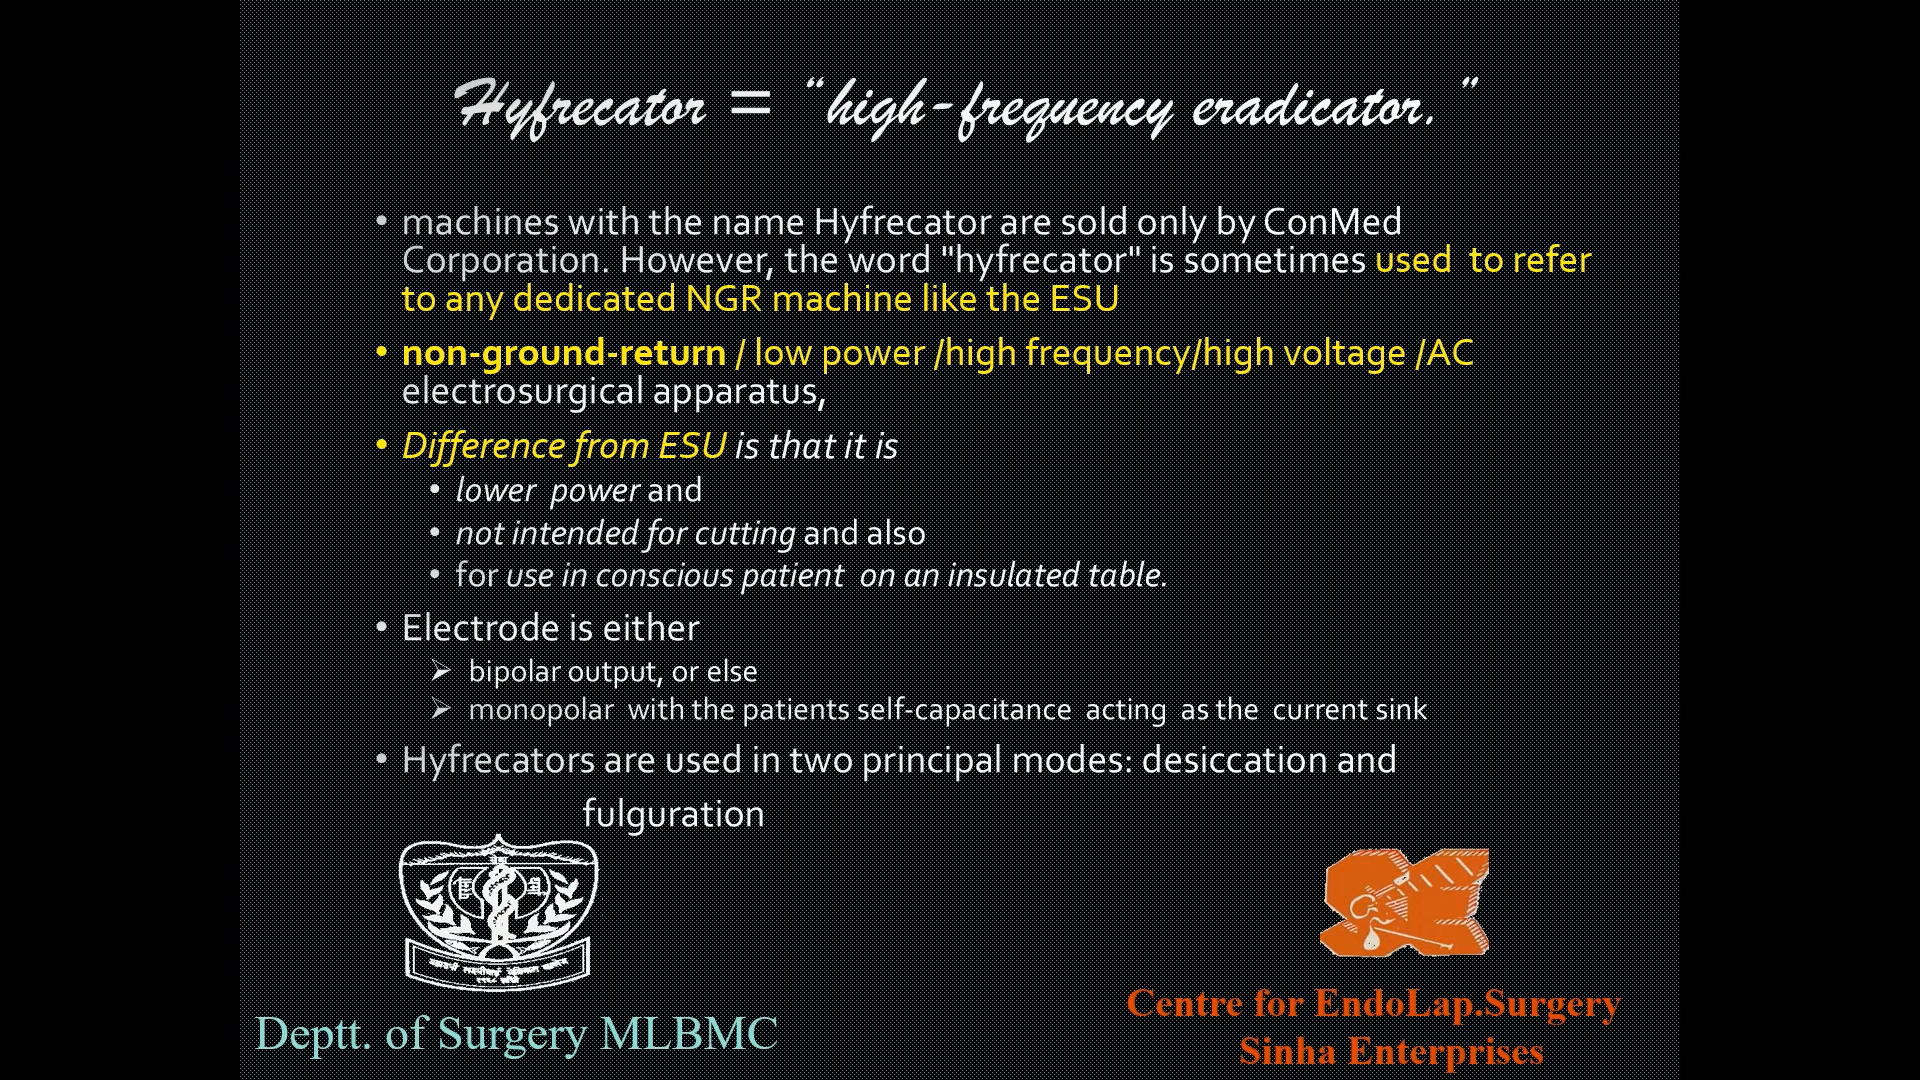 Hyfrecator = “high-frequency eradicator.”
• machines with the name Hyfrecator are sold only by ConMed
Corporation. However, the word "hyfrecator" is sometimes used  to refer
to any dedicated NGR machine like the ESU
• non-ground-return / low power /high frequency/high voltage /AC
electrosurgical apparatus,
• Difference from ESU is that it is
• lower  power and
• not intended for cutting and also
• for use in conscious patient  on an insulated table.
• Electrode is either
➢ bipolar output, or else
➢ monopolar  with the patients self-capacitance  acting  as the  current sink
• Hyfrecators are used in two principal modes: desiccation and
fulguration
Deptt. of Surgery MLBMC
Centre for EndoLap.Surgery
Sinha Enterprises